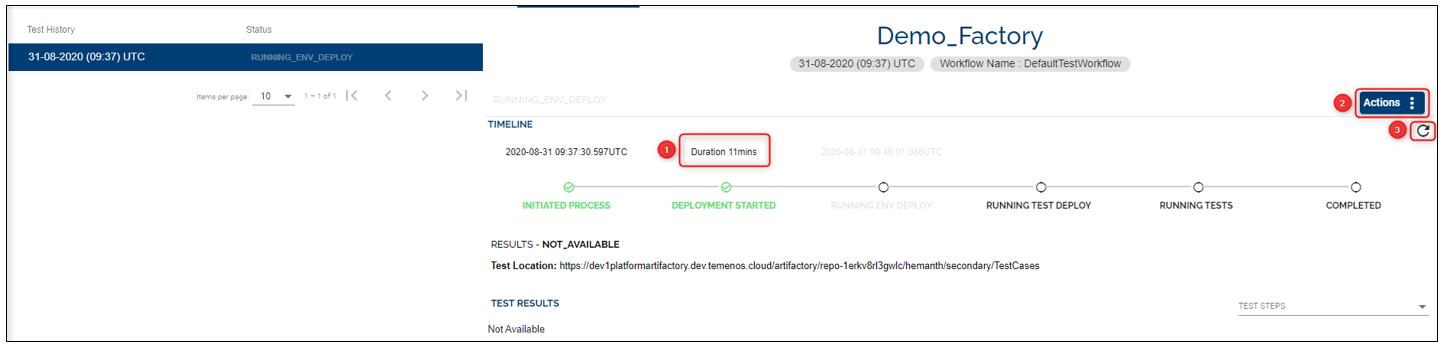 Test History Status
31-08-2020 (09:37) UTC RUNNING_ENV_DEPLOY
Items per page: 10 1 – 1 of 1
Demo_Factory
31-08-2020 (09:37) UTC Workflow Name : DefaultTestWorkflow
RUNNING_ENV_DEPLOY 2 Actions
TIMELINE 3
2020-08-31 09:37:30.597UTC 1 Duration 11mins 2020-08-31 09:49:01.036UTC
INITIATED PROCESS DEPLOYMENT STARTED RUNNING ENV DEPLOY RUNNING TEST DEPLOY RUNNING TESTS COMPLETED
RESULTS - NOT_AVAILABLE
Test Location: https://dev1platformartifactory.dev.temenos.cloud/artifactory/repo-1erkv8rl3gwlc/hemanth/secondary/TestCases
TEST RESULTS TEST STEPS
Not Available